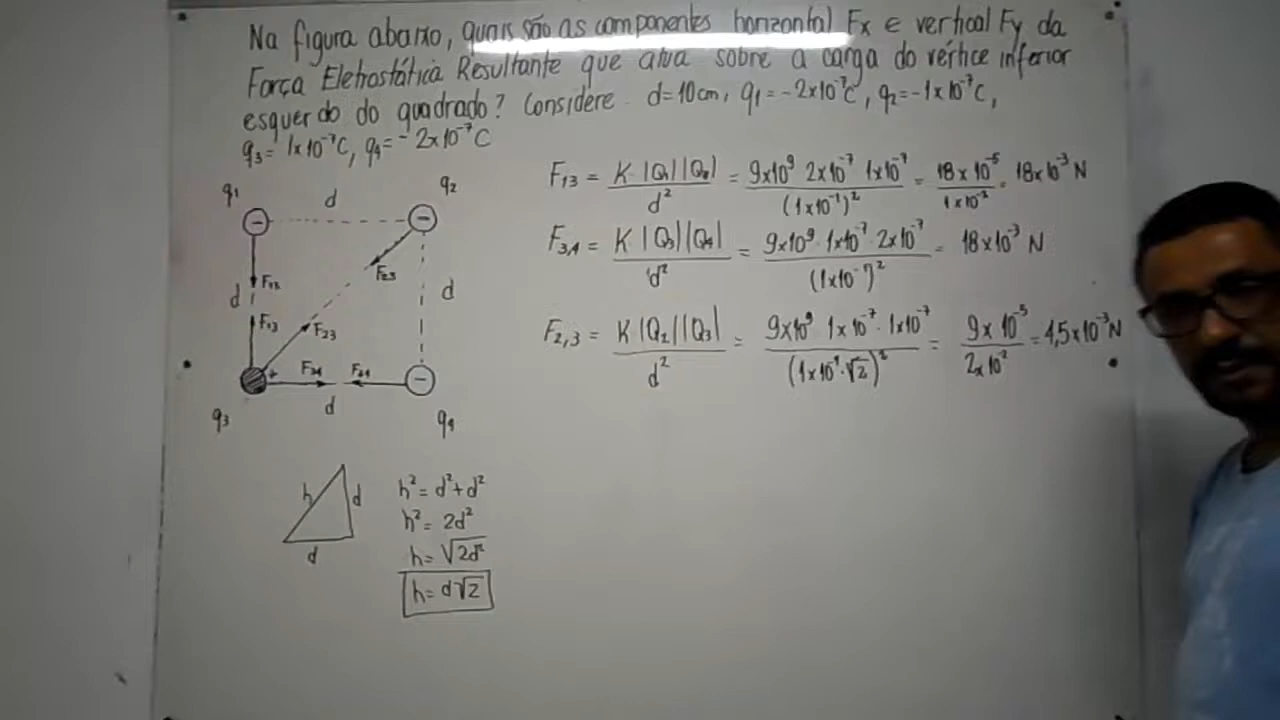 Na figura abaixo, quais são as componentes horizontal Fx e vertical Fy da
Força Eletrostática Resultante que atua sobre a carga do vértice inferior
esquerdo do quadrado? Considere d=10cm, q1=-2x10⁻⁷C, q2=-1x10⁻⁷C,
q3=1x10⁻⁷C, q4=-2x10⁻⁷C
q1 d q2
- -
F23
d F13 d
F13 F23
+ F34 F34 -
q3 d q4
F13 = K·|Q1||Q3|/d² = 9x10⁹ 2x10⁻⁷ 1x10⁻⁷/(1x10⁻¹)² = 18x10⁻⁵/1x10⁻² = 18x10⁻³ N
F3,4 = K·|Q3||Q4|/d² = 9x10⁹·1x10⁻⁷·2x10⁻⁷/(1x10⁻¹)² = 18x10⁻³ N
F2,3 = K|Q2||Q3|/d² = 9x10⁹ 1x10⁻⁷·1x10⁻⁷/(1x10⁻¹·√2)² = 9x10⁻⁵/2x10⁻² = 4,5x10⁻³N
h d
d
h²= d²+d²
h²= 2d²
h= √2d²
h= d√2